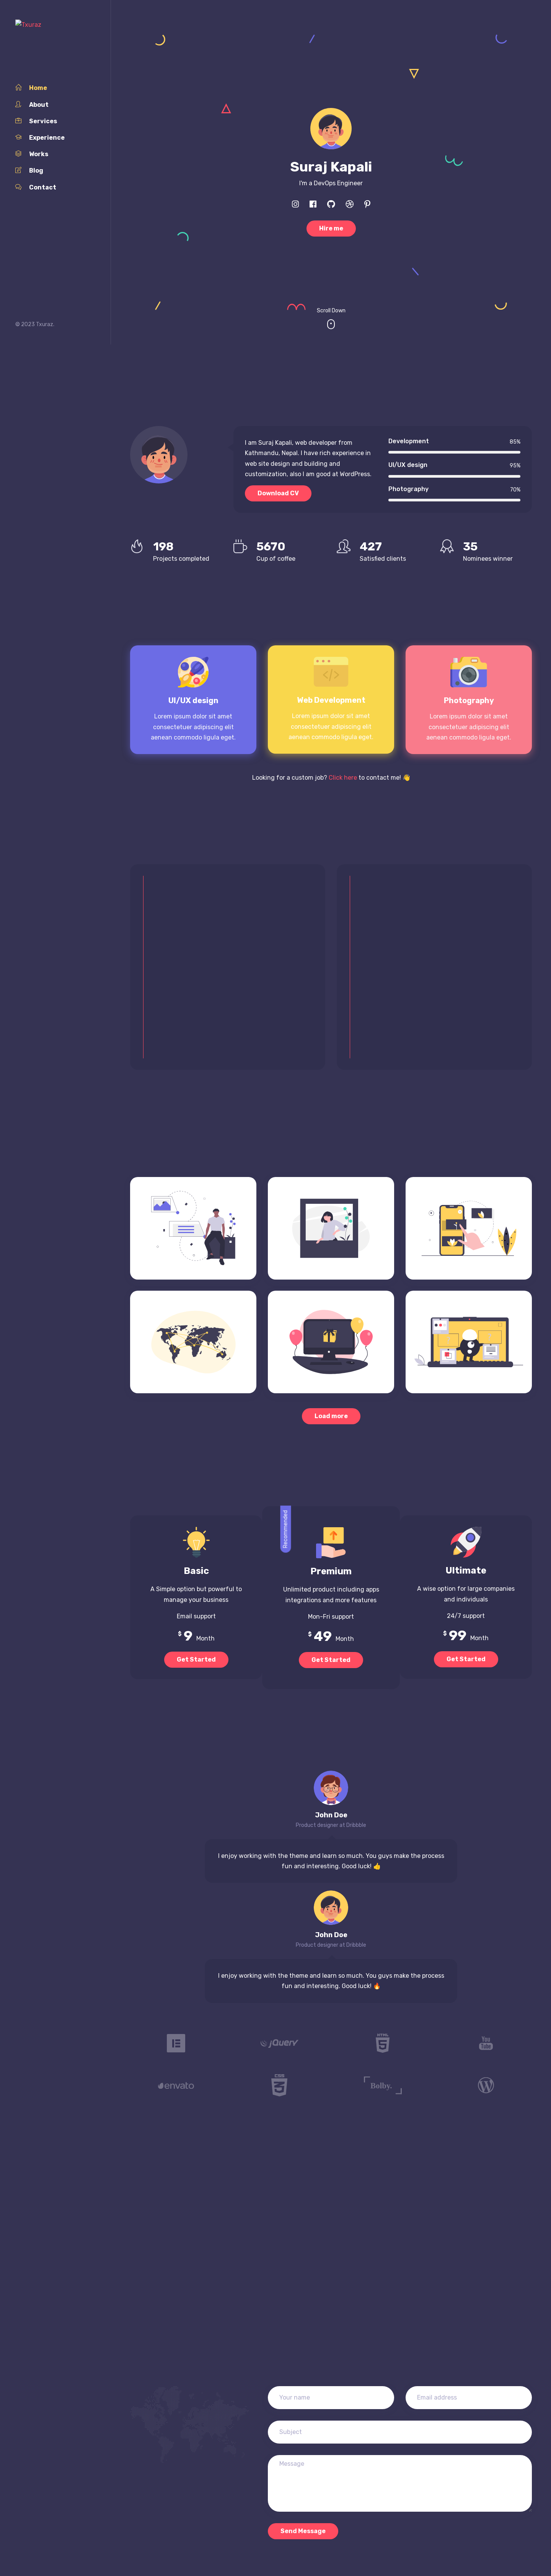 Txuraz
Home
About
Services
Experience
Works
Blog
Contact
© 2023 Txuraz.
Suraj Kapali
I'm a DevOps Engineer
Hire me
Scroll Down
I am Suraj Kapali, web developer from
Kathmandu, Nepal. I have rich experience in
web site design and building and
customization, also I am good at WordPress.
Download CV
Development 85%
UI/UX design 95%
Photography 70%
198
Projects completed
5670
Cup of coffee
427
Satisfied clients
35
Nominees winner
UI/UX design
Lorem ipsum dolor sit amet
consectetuer adipiscing elit
aenean commodo ligula eget.
Web Development
Lorem ipsum dolor sit amet
consectetuer adipiscing elit
aenean commodo ligula eget.
Photography
Lorem ipsum dolor sit amet
consectetuer adipiscing elit
aenean commodo ligula eget.
Looking for a custom job? Click here to contact me! 👋
Load more
Basic
A Simple option but powerful to
manage your business
Email support
$ 9 Month
Get Started
Recommended
Premium
Unlimited product including apps
integrations and more features
Mon-Fri support
$ 49 Month
Get Started
Ultimate
A wise option for large companies
and individuals
24/7 support
$ 99 Month
Get Started
John Doe
Product designer at Dribbble
I enjoy working with the theme and learn so much. You guys make the process
fun and interesting. Good luck! 👍
John Doe
Product designer at Dribbble
I enjoy working with the theme and learn so much. You guys make the process
fun and interesting. Good luck! 🔥
jQuery
HTML
5
You
Tube
envato
CSS
3
Bolby.
Your name
Email address
Subject
Message
Send Message